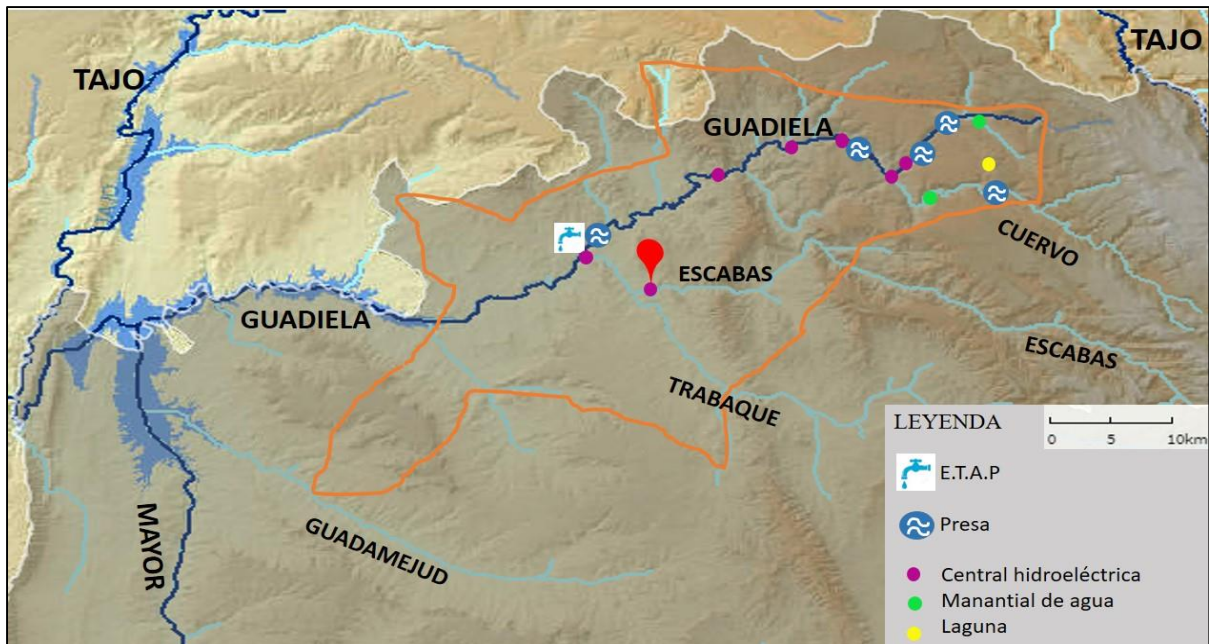 TAJO
TAJO
GUADIELA
CUERVO
ESCABAS
GUADIELA
ESCABAS
TRABAQUE
MAYOR
GUADAMEJUD
LEYENDA
0 5 10km
E.T.A.P
Presa
Central hidroeléctrica
Manantial de agua
Laguna